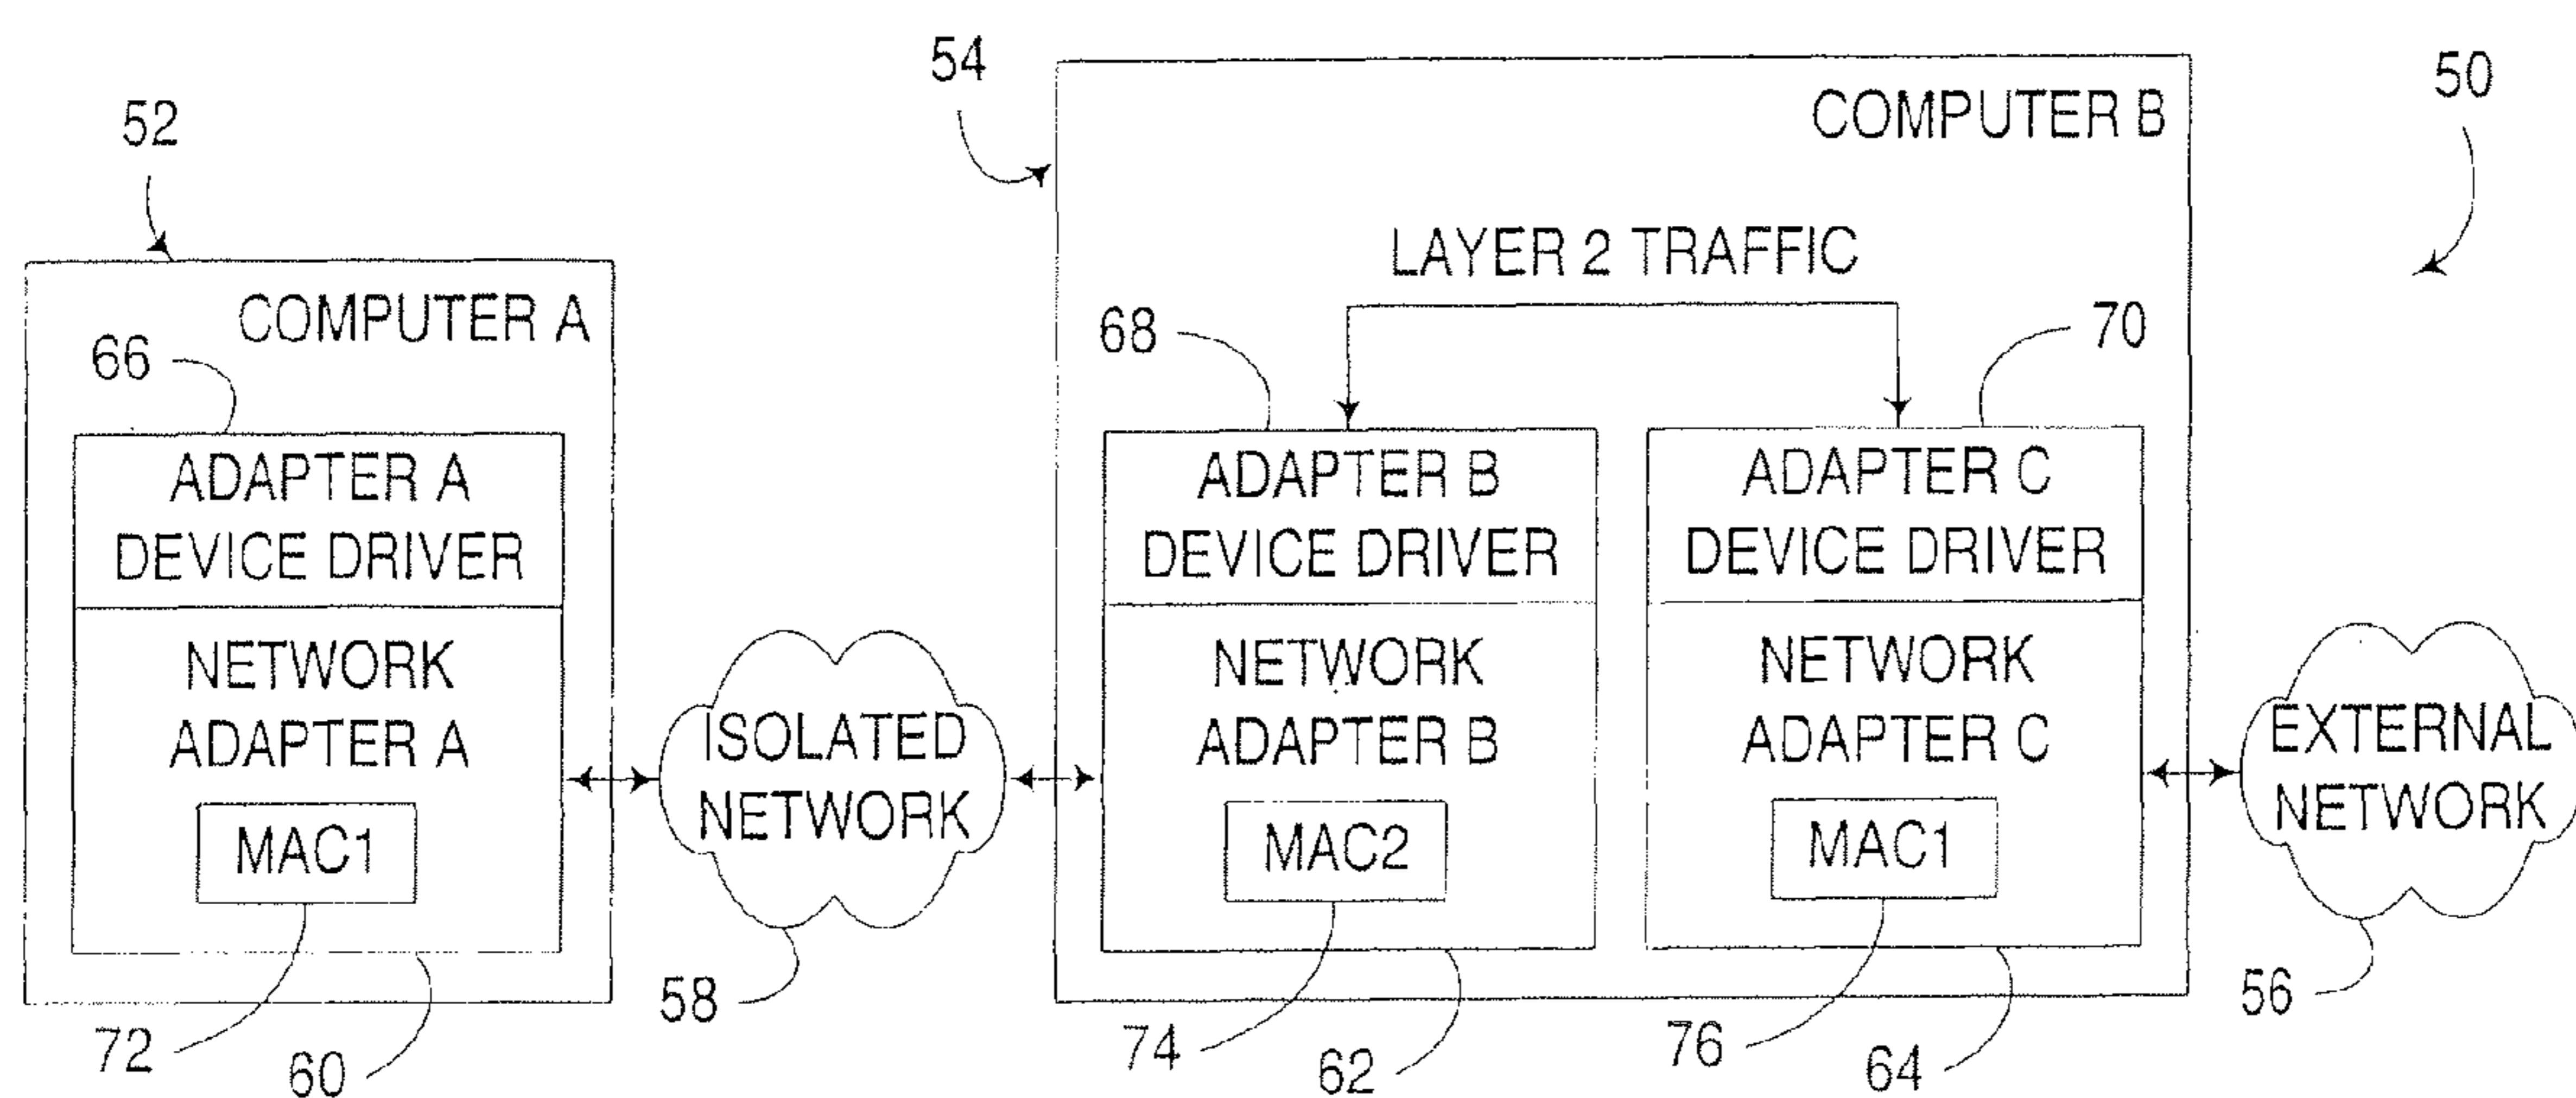 54
50
COMPUTER B
52
LAYER 2 TRAFFIC
COMPUTER A
68
70
66
ADAPTER A
DEVICE DRIVER
ADAPTER B
DEVICE DRIVER
ADAPTER C
DEVICE DRIVER
NETWORK
ADAPTER A
ISOLATED
NETWORK
NETWORK
ADAPTER B
NETWORK
ADAPTER C
EXTERNAL
NETWORK
MAC1
MAC2
MAC1
72
60
58
74
62
76
64
56